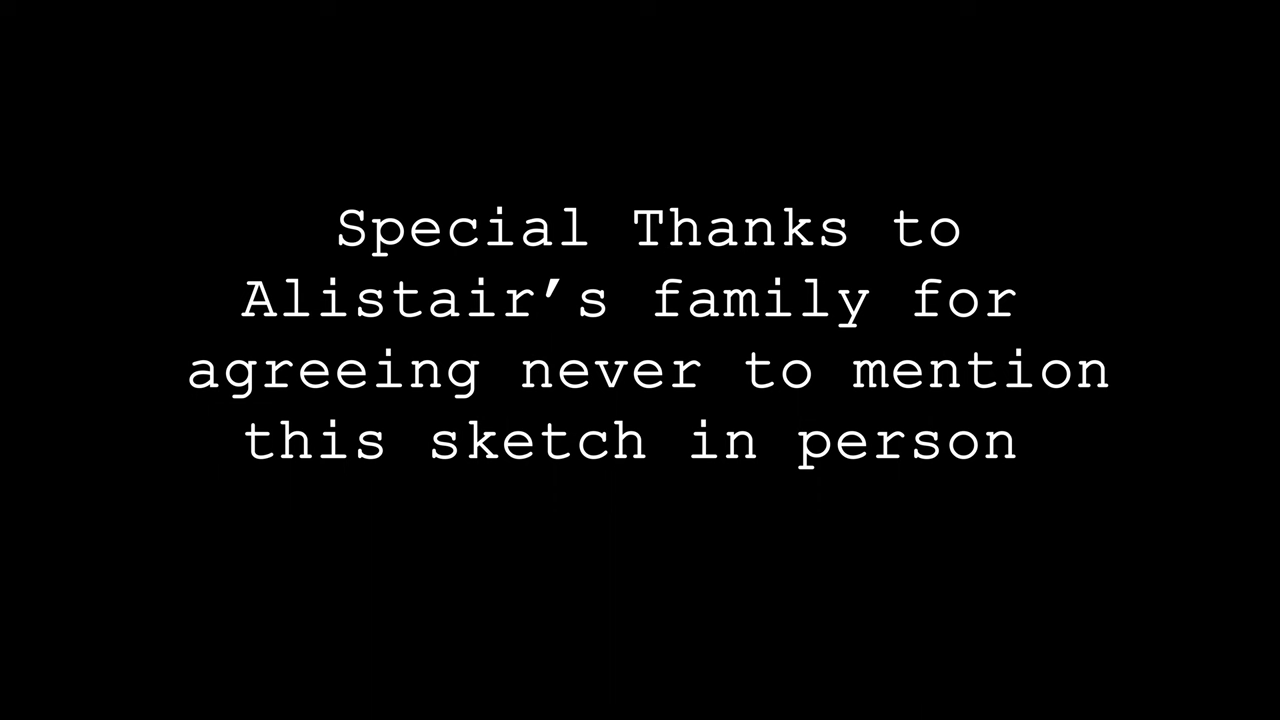 Special Thanks to
Alistair’s family for
agreeing never to mention
this sketch in person